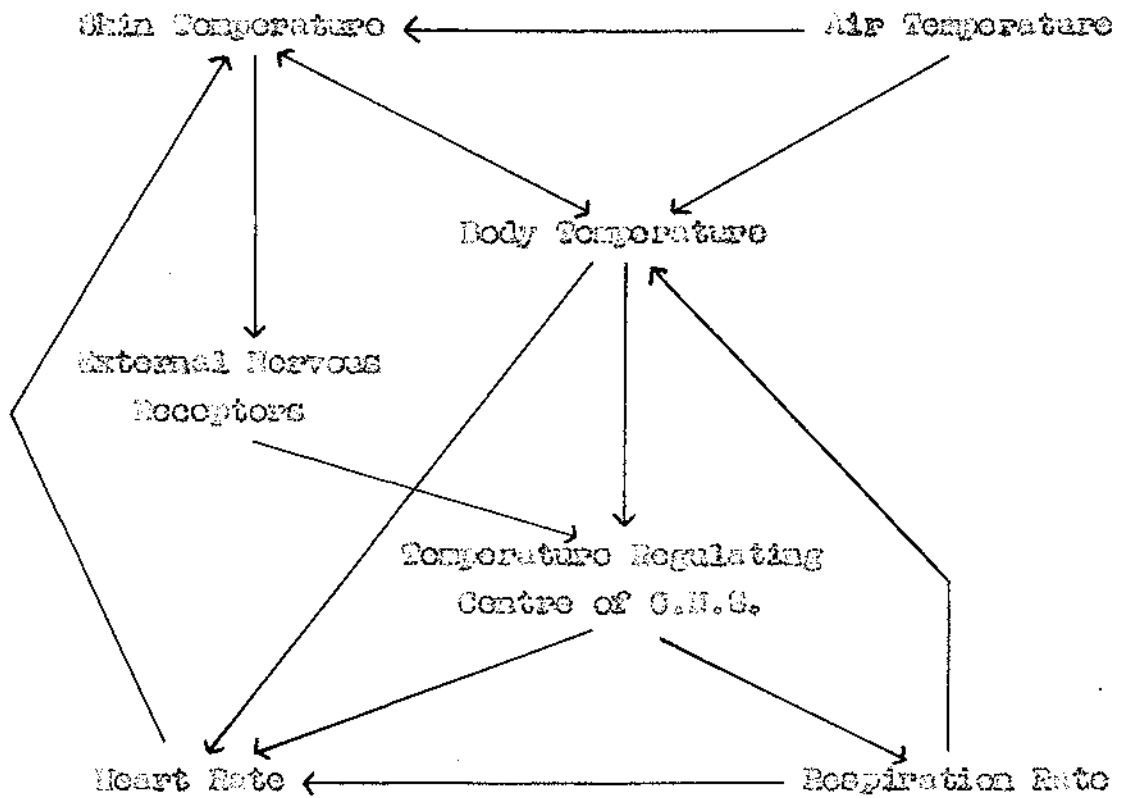 Skin Temperature
Air Temperature
Body Temperature
External Nervous
Receptors
Temperature Regulating
Centre of C.N.S.
Heart Rate
Respiration Rate